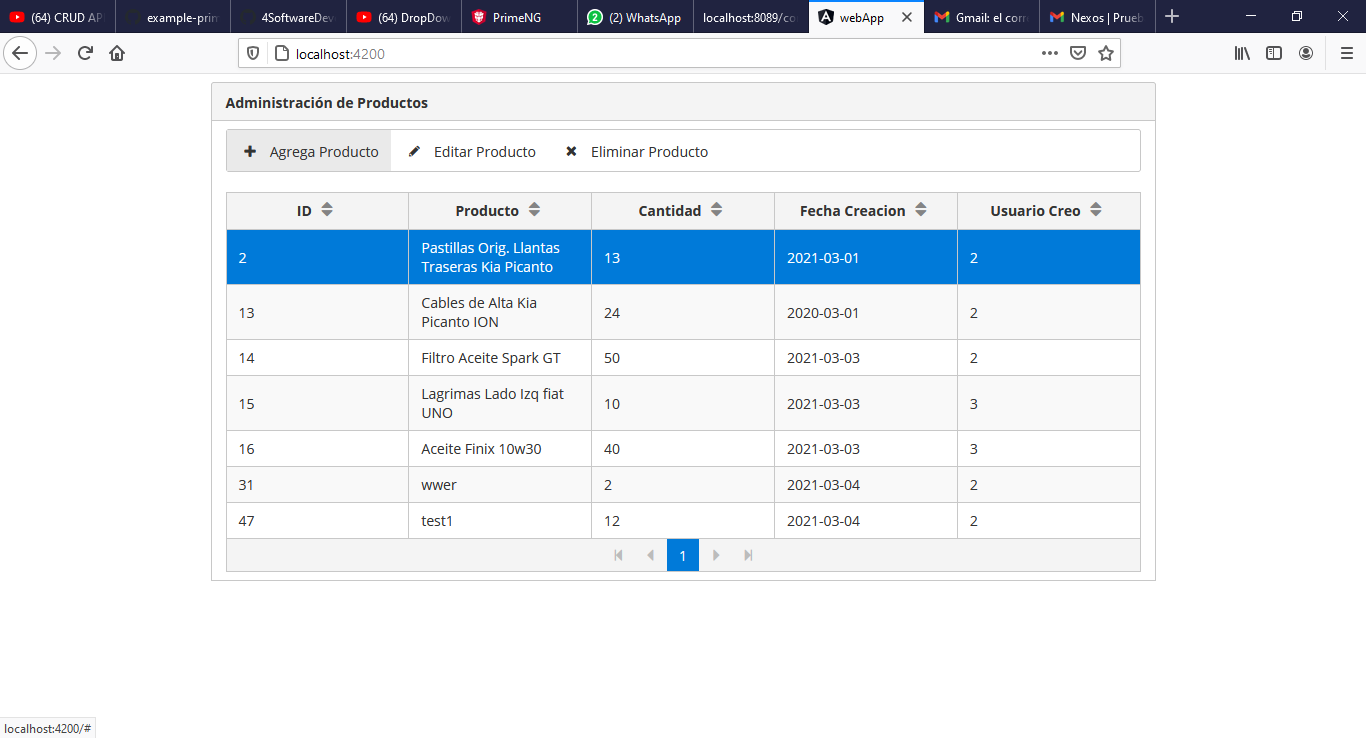 (64) CRUD AP
example-prim
4SoftwareDev
(64) DropDow
PrimeNG
(2) WhatsApp
localhost:8089/co
webApp
Gmail: el corr
Nexos | Prueb
localhost:4200
Administración de Productos
Agrega Producto
Editar Producto
Eliminar Producto
ID Producto Cantidad Fecha Creacion Usuario Creo
2 Pastillas Orig. Llantas 13 2021-03-01 2
Traseras Kia Picanto
13 Cables de Alta Kia 24 2020-03-01 2
Picanto ION
14 Filtro Aceite Spark GT 50 2021-03-03 2
15 Lagrimas Lado Izq fiat 10 2021-03-03 3
UNO
16 Aceite Finix 10w30 40 2021-03-03 3
31 wwer 2 2021-03-04 2
47 test1 12 2021-03-04 2
1
localhost:4200/#